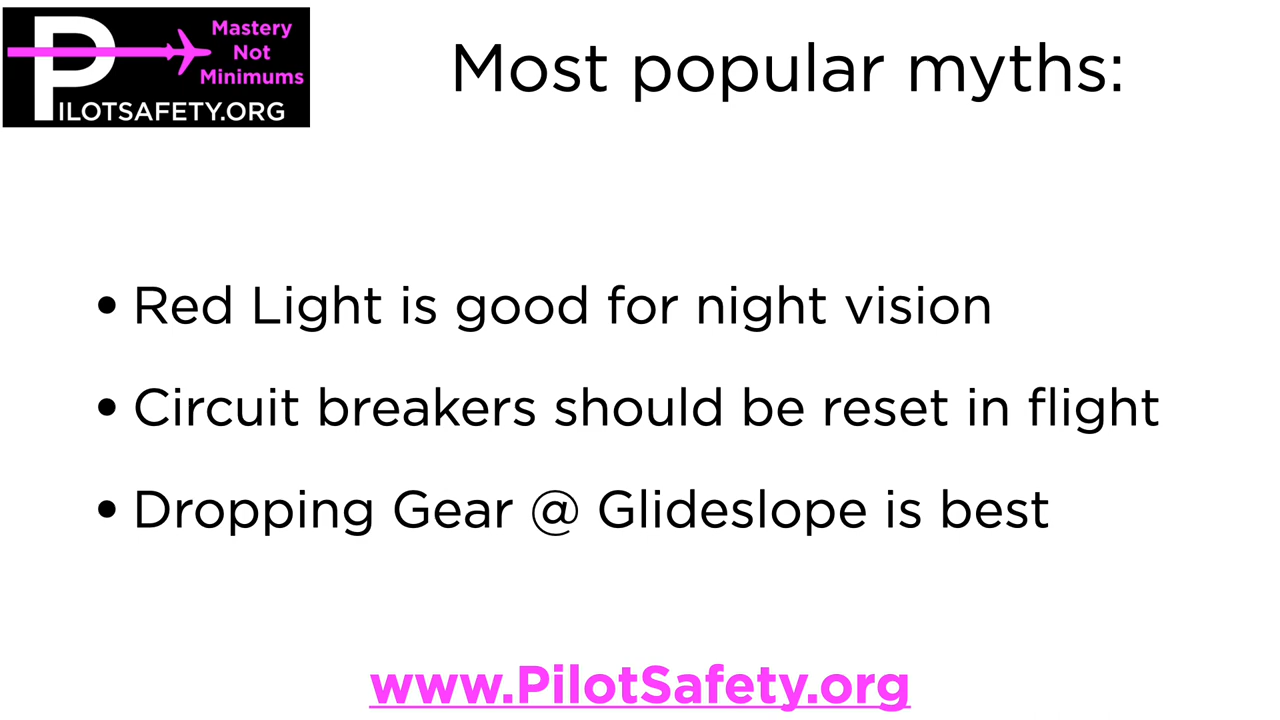 Mastery
Not
Minimums
PILOTSAFETY.ORG
Most popular myths:
• Red Light is good for night vision
• Circuit breakers should be reset in flight
• Dropping Gear @ Glideslope is best
www.PilotSafety.org